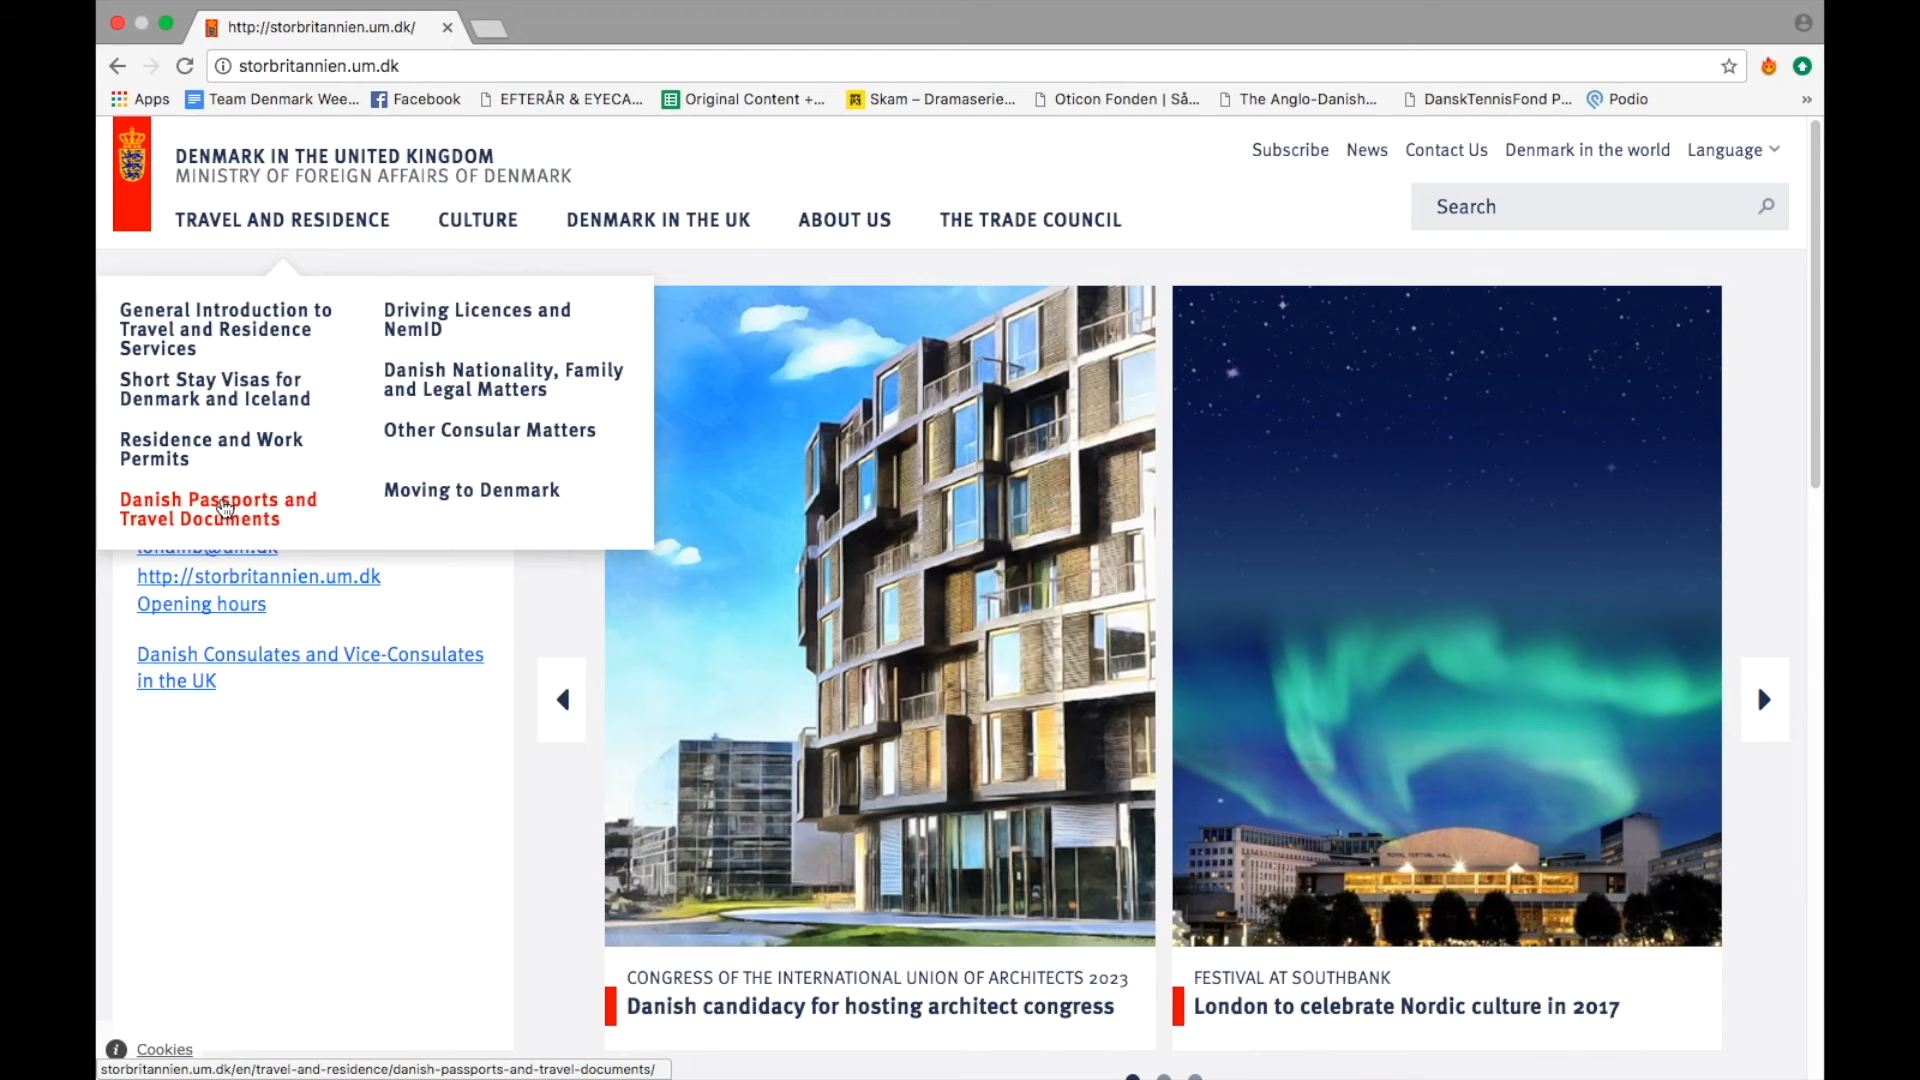 http://storbritannien.um.dk/
storbritannien.um.dk
Apps Team Denmark Wee... Facebook EFTERÅR & EYECA... Original Content +... Skam – Dramaserie... Oticon Fonden | Så... The Anglo-Danish... DanskTennisFond P... Podio »
DENMARK IN THE UNITED KINGDOM
MINISTRY OF FOREIGN AFFAIRS OF DENMARK
Subscribe News Contact Us Denmark in the world Language
Search
TRAVEL AND RESIDENCE CULTURE DENMARK IN THE UK ABOUT US THE TRADE COUNCIL
General Introduction to
Travel and Residence
Services
Short Stay Visas for
Denmark and Iceland
Residence and Work
Permits
Danish Passports and
Travel Documents
Driving Licences and
NemID
Danish Nationality, Family
and Legal Matters
Other Consular Matters
Moving to Denmark
http://storbritannien.um.dk
Opening hours
Danish Consulates and Vice-Consulates
in the UK
ROYAL FESTIVAL HALL
CONGRESS OF THE INTERNATIONAL UNION OF ARCHITECTS 2023
Danish candidacy for hosting architect congress
FESTIVAL AT SOUTHBANK
London to celebrate Nordic culture in 2017
Cookies
storbritannien.um.dk/en/travel-and-residence/danish-passports-and-travel-documents/